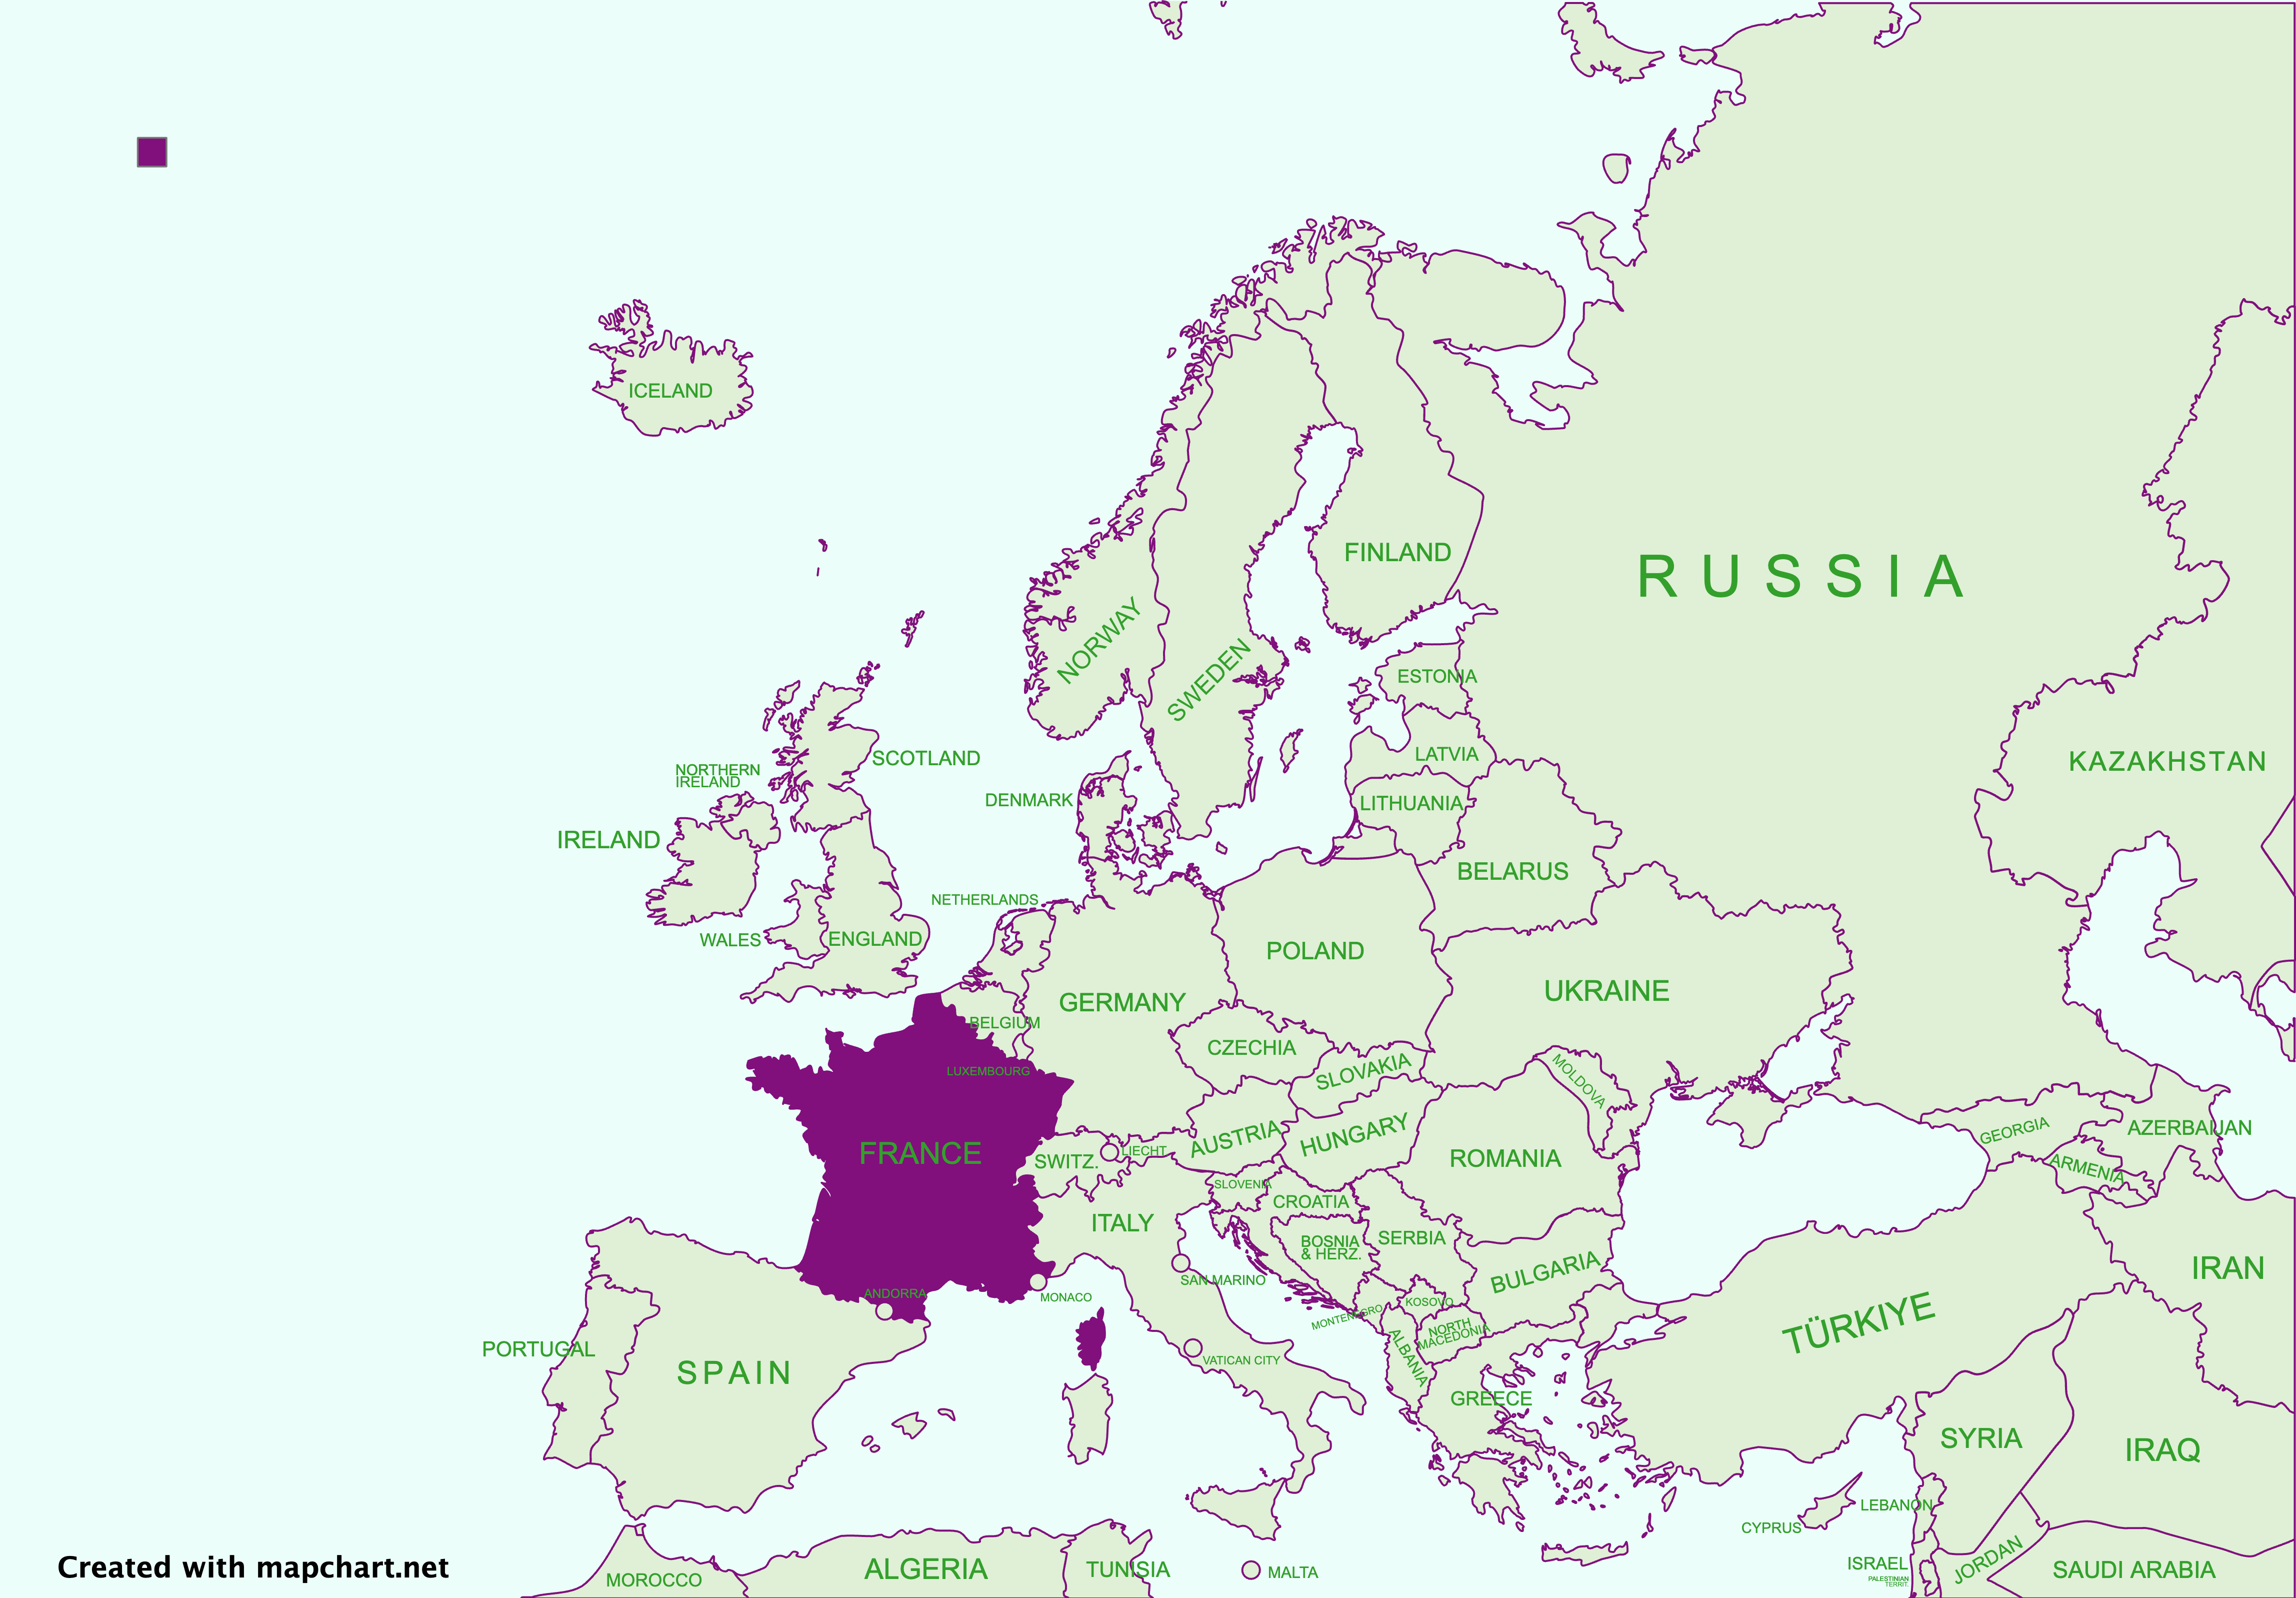 ICELAND
RUSSIA
FINLAND
NORWAY
SWEDEN
ESTONIA
SCOTLAND
LATVIA
KAZAKHSTAN
NORTHERN
IRELAND
DENMARK
LITHUANIA
IRELAND
BELARUS
NETHERLANDS
WALES
ENGLAND
POLAND
UKRAINE
GERMANY
BELGIUM
CZECHIA
SLOVAKIA
LUXEMBOURG
MOLDOVA
AUSTRIA
HUNGARY
GEORGIA
AZERBAIJAN
FRANCE
LIECHT
SWITZ.
ROMANIA
ARMENIA
SLOVENIA
CROATIA
ITALY
SERBIA
BOSNIA
& HERZ.
SAN MARINO
BULGARIA
IRAN
ANDORRA
MONACO
KOSOVO
MONTENEGRO
TÜRKIYE
NORTH
MACEDONIA
PORTUGAL
SPAIN
VATICAN CITY
ALBANIA
GREECE
SYRIA
IRAQ
LEBANON
CYPRUS
Created with mapchart.net
MOROCCO
ALGERIA
TUNISIA
MALTA
ISRAEL
PALESTINIAN
TERRIT.
JORDAN
SAUDI ARABIA